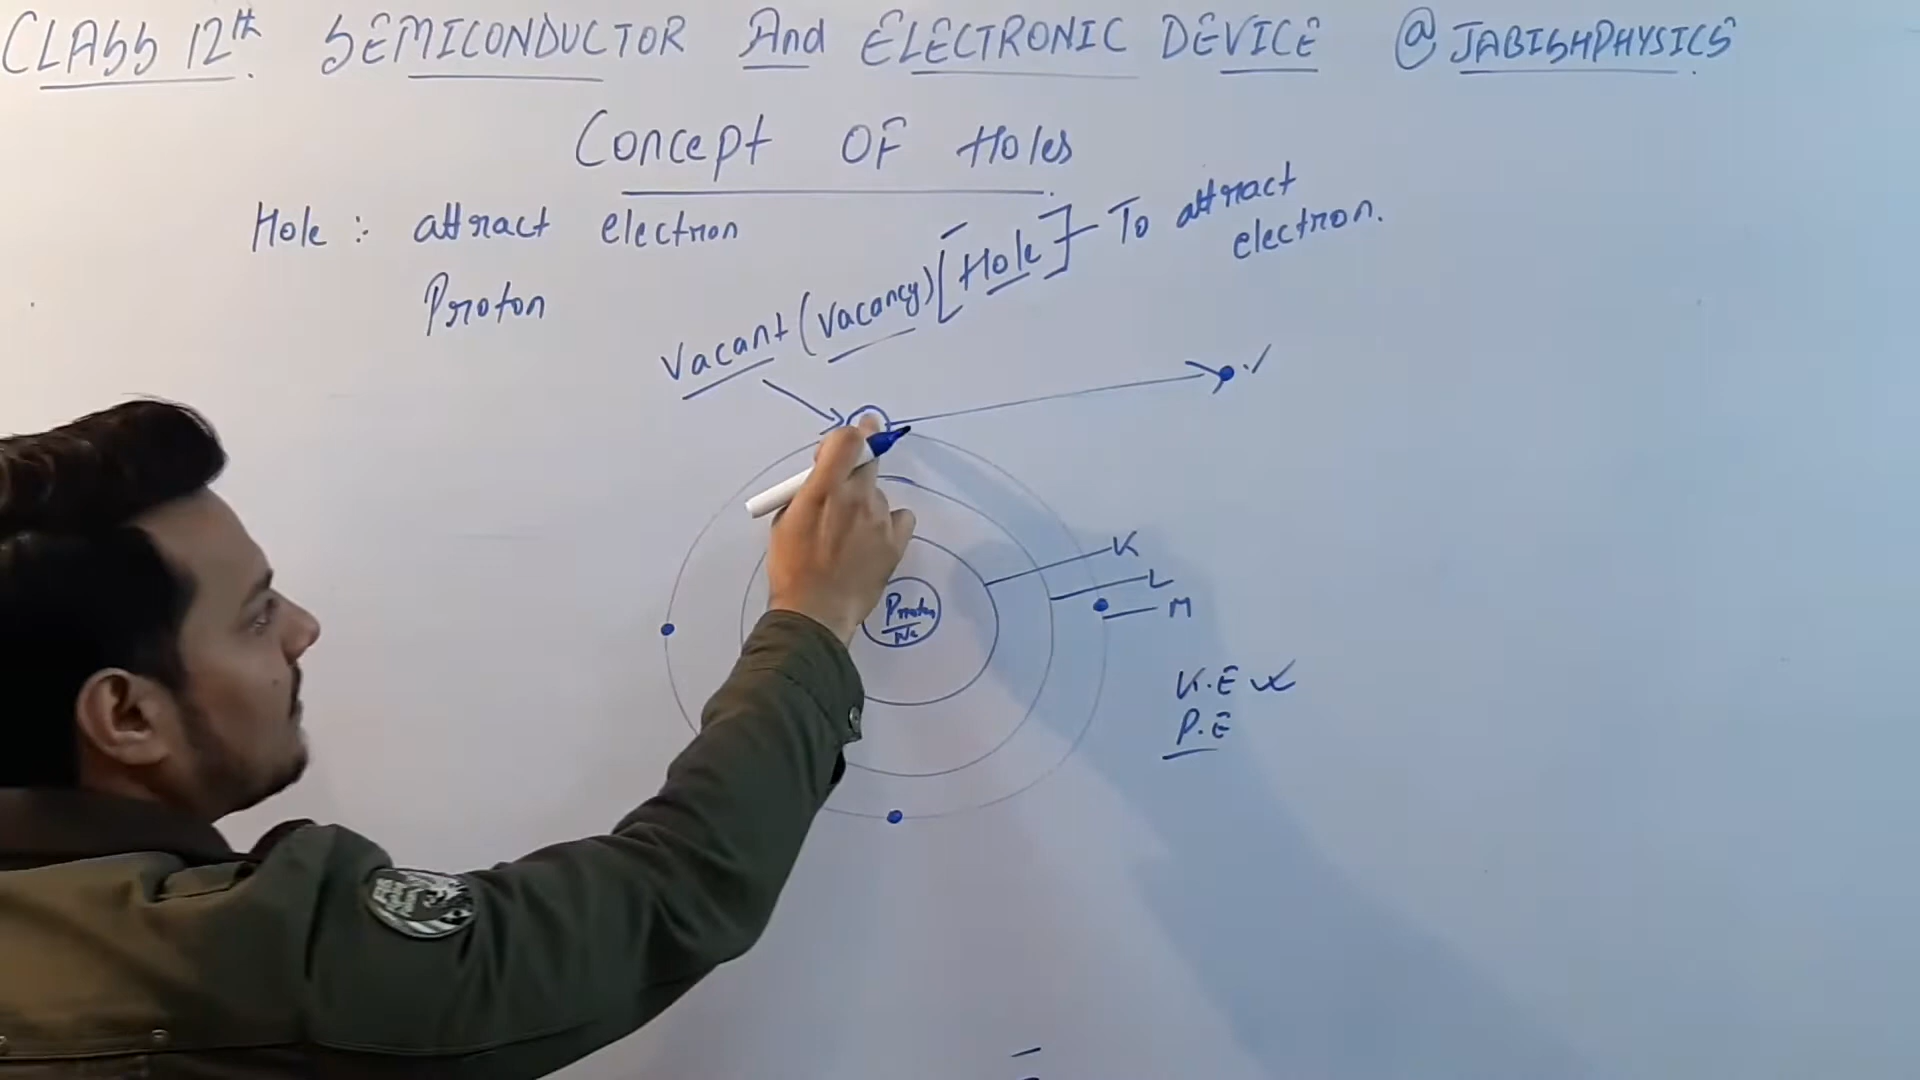 CLASS 12th SEMICONDUCTOR And ELECTRONIC DEVICE @JABISHPHYSICS
Concept OF Holes
Hole : attract electron
Proton
Vacant (Vacancy) [Hole] - To attract
electron.
K
L
M
Proton
K.E
P.E